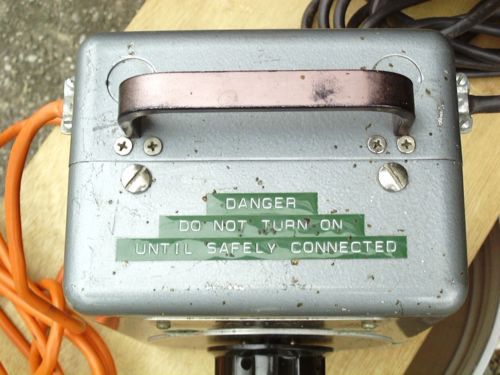 DANGER
DO NOT TURN ON
UNTIL SAFELY CONNECTED